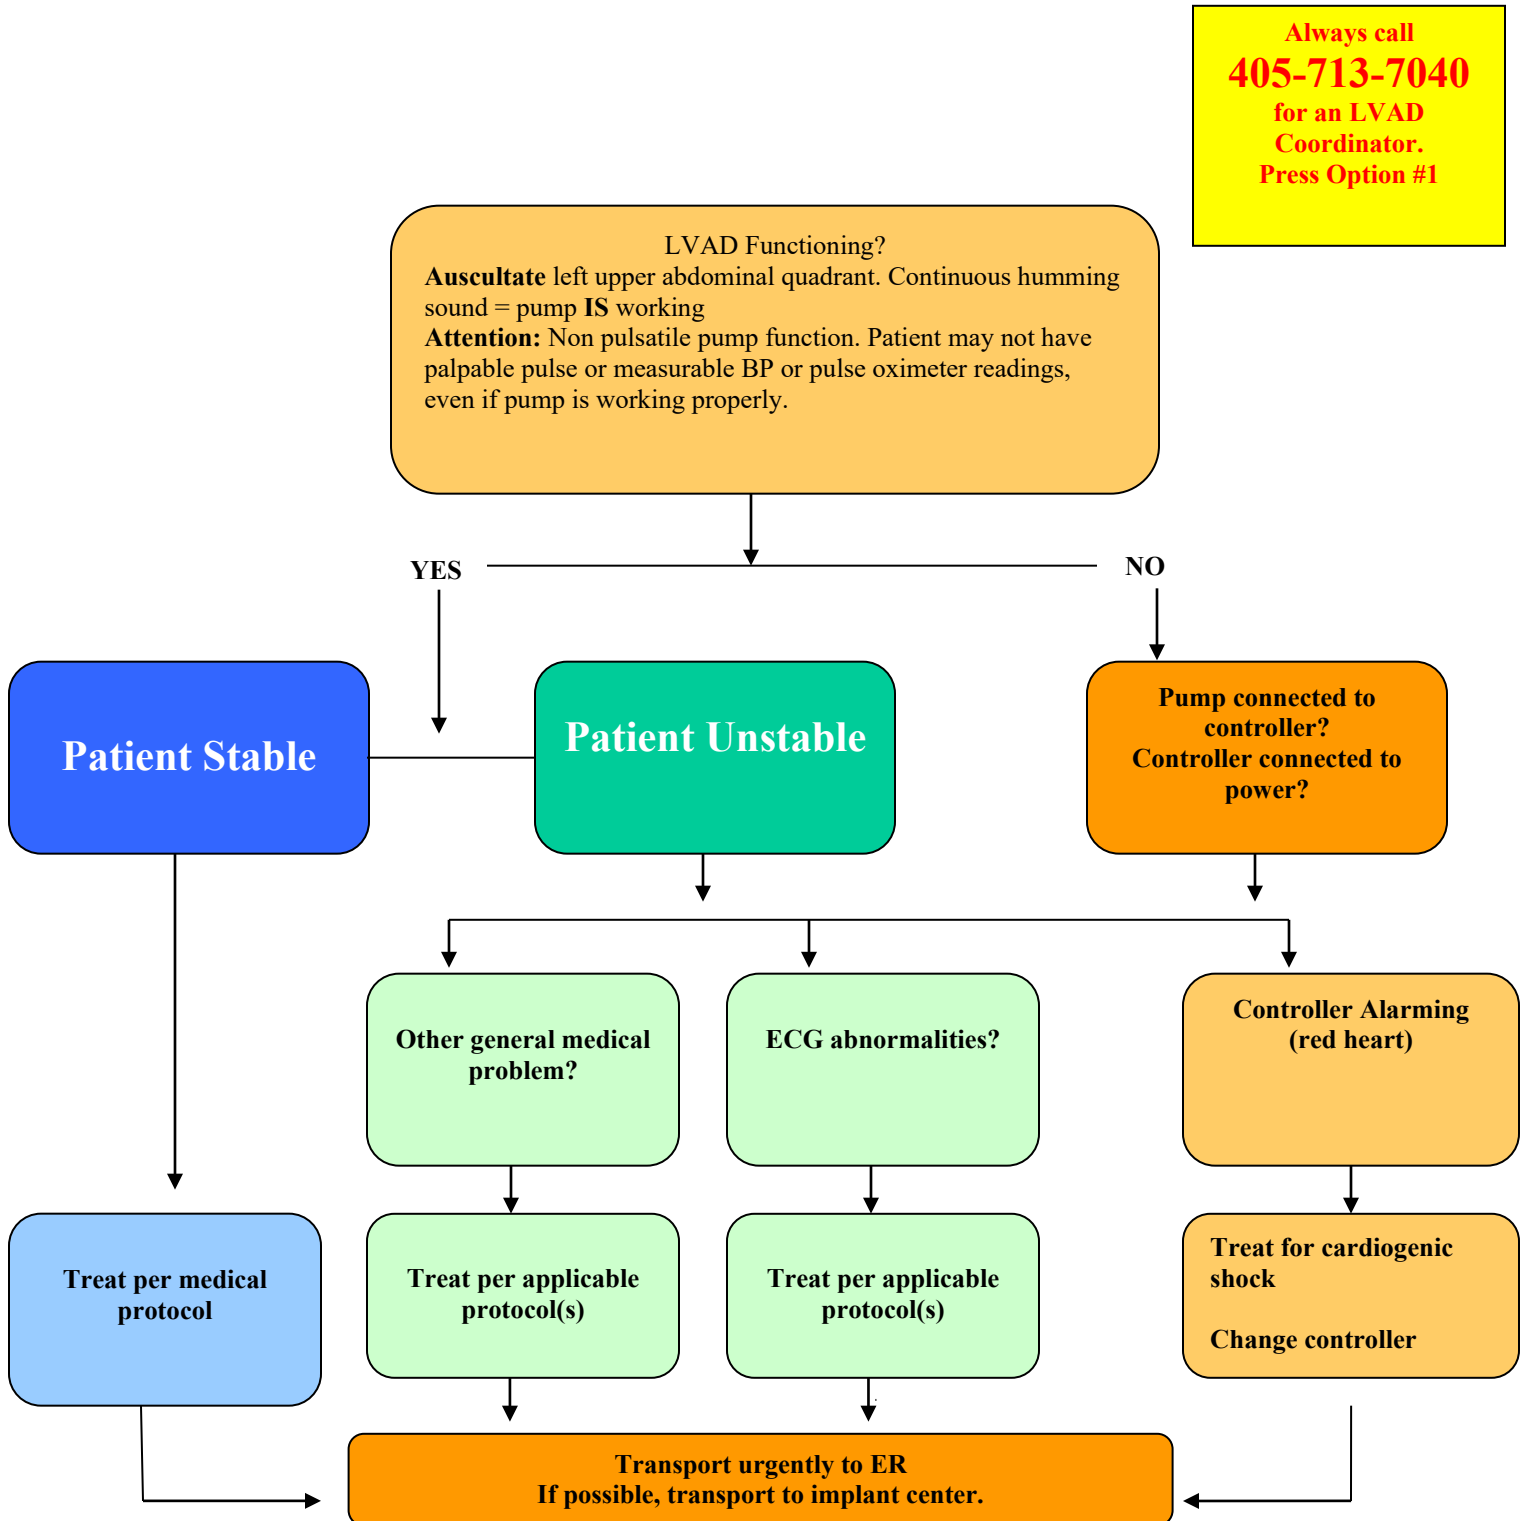 Always call
405-713-7040
for an LVAD
Coordinator.
Press Option #1
LVAD Functioning?
Auscultate left upper abdominal quadrant. Continuous humming
sound = pump IS working
Attention: Non pulsatile pump function. Patient may not have
palpable pulse or measurable BP or pulse oximeter readings,
even if pump is working properly.
YES
NO
Patient Stable
Patient Unstable
Pump connected to
controller?
Controller connected to
power?
Other general medical
problem?
ECG abnormalities?
Controller Alarming
(red heart)
Treat per medical
protocol
Treat per applicable
protocol(s)
Treat per applicable
protocol(s)
Treat for cardiogenic
shock
Change controller
Transport urgently to ER
If possible, transport to implant center.